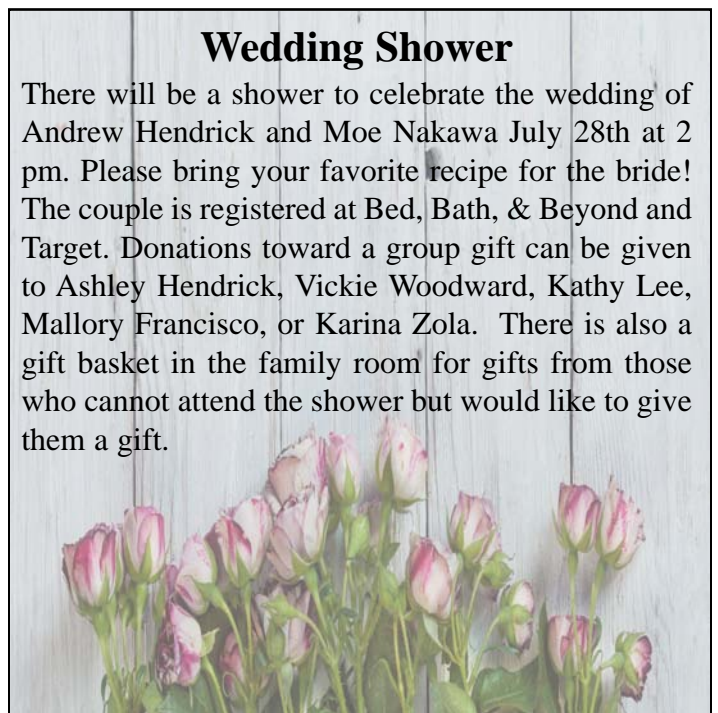 Wedding Shower
There will be a shower to celebrate the wedding of
Andrew Hendrick and Moe Nakawa July 28th at 2
pm. Please bring your favorite recipe for the bride!
The couple is registered at Bed, Bath, & Beyond and
Target. Donations toward a group gift can be given
to Ashley Hendrick, Vickie Woodward, Kathy Lee,
Mallory Francisco, or Karina Zola.  There is also a
gift basket in the family room for gifts from those
who cannot attend the shower but would like to give
them a gift.